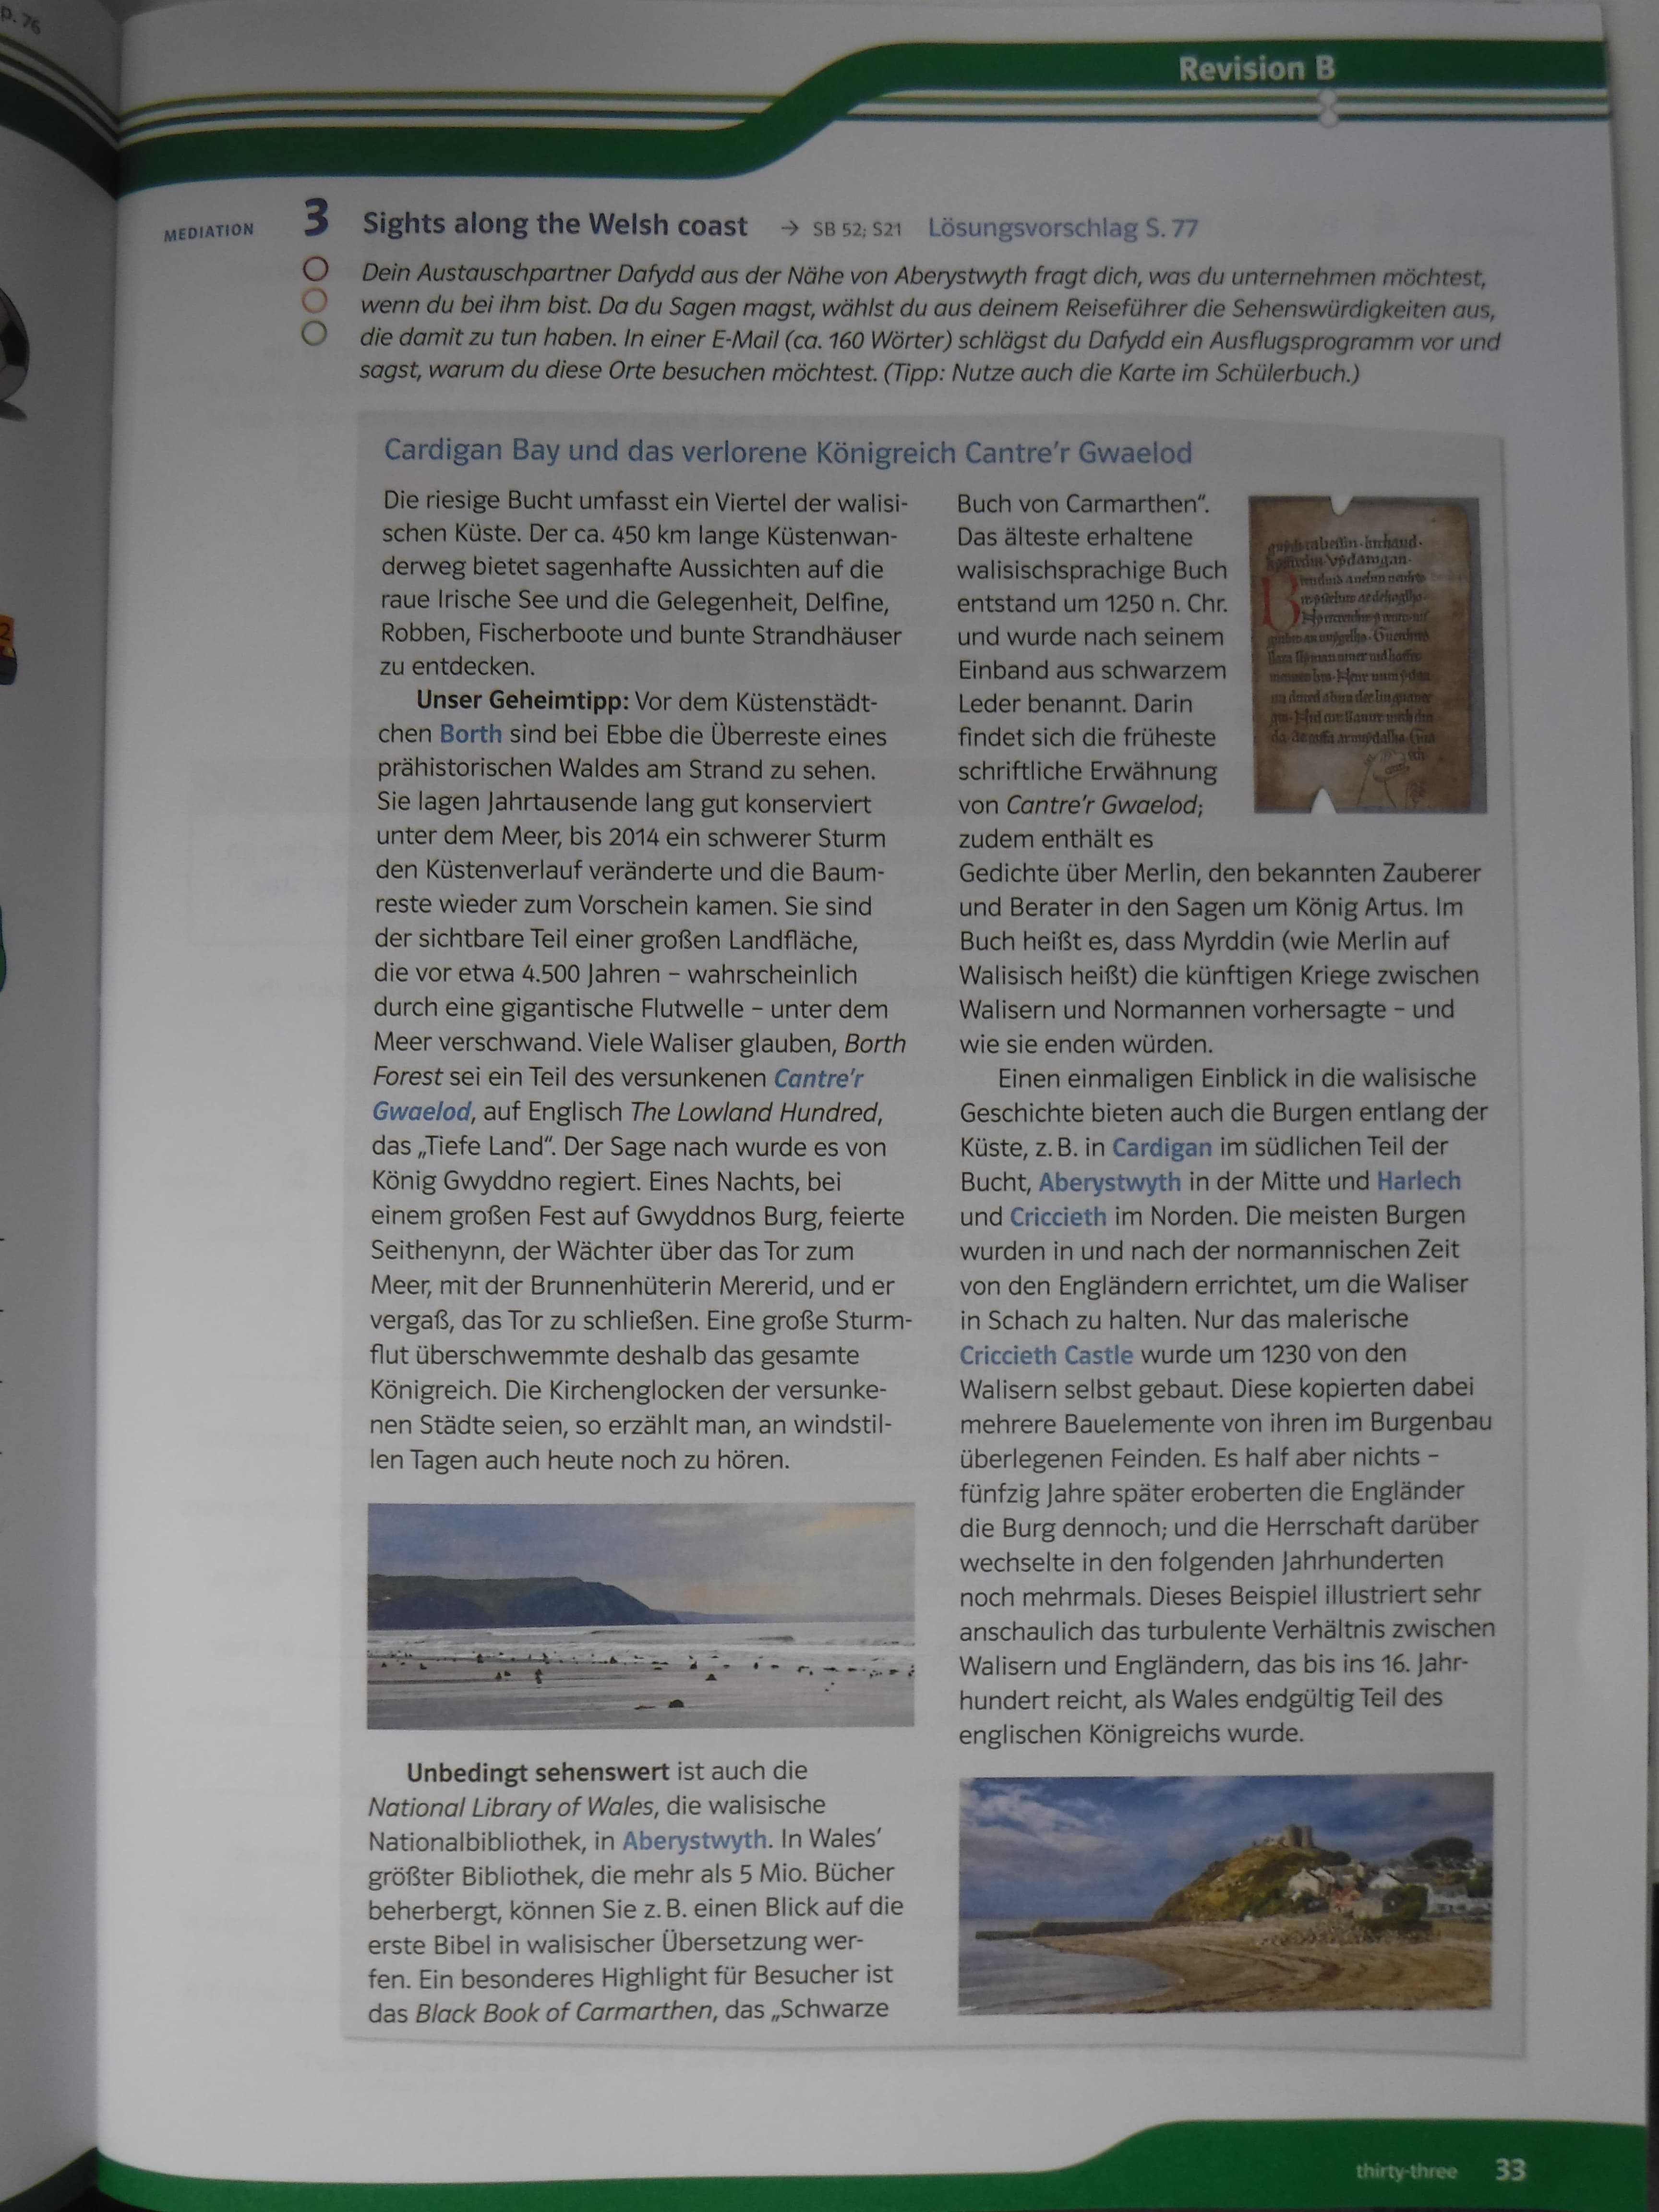 p. 76
Revision B
MEDIATION
3 Sights along the Welsh coast → SB 52; S21 Lösungsvorschlag S. 77
Dein Austauschpartner Dafydd aus der Nähe von Aberystwyth fragt dich, was du unternehmen möchtest,
wenn du bei ihm bist. Da du Sagen magst, wählst du aus deinem Reiseführer die Sehenswürdigkeiten aus,
die damit zu tun haben. In einer E-Mail (ca. 160 Wörter) schlägst du Dafydd ein Ausflugsprogramm vor und
sagst, warum du diese Orte besuchen möchtest. (Tipp: Nutze auch die Karte im Schülerbuch.)
Cardigan Bay und das verlorene Königreich Cantre’r Gwaelod
Die riesige Bucht umfasst ein Viertel der walisi-
schen Küste. Der ca. 450 km lange Küstenwan-
derweg bietet sagenhafte Aussichten auf die
raue Irische See und die Gelegenheit, Delfine,
Robben, Fischerboote und bunte Strandhäuser
zu entdecken.
Unser Geheimtipp: Vor dem Küstenstädt-
chen Borth sind bei Ebbe die Überreste eines
prähistorischen Waldes am Strand zu sehen.
Sie lagen Jahrtausende lang gut konserviert
unter dem Meer, bis 2014 ein schwerer Sturm
den Küstenverlauf veränderte und die Baum-
reste wieder zum Vorschein kamen. Sie sind
der sichtbare Teil einer großen Landfläche,
die vor etwa 4.500 Jahren – wahrscheinlich
durch eine gigantische Flutwelle – unter dem
Meer verschwand. Viele Waliser glauben, Borth
Forest sei ein Teil des versunkenen Cantre’r
Gwaelod, auf Englisch The Lowland Hundred,
das „Tiefe Land“. Der Sage nach wurde es von
König Gwyddno regiert. Eines Nachts, bei
einem großen Fest auf Gwyddnos Burg, feierte
Seithenynn, der Wächter über das Tor zum
Meer, mit der Brunnenhüterin Mererid, und er
vergaß, das Tor zu schließen. Eine große Sturm-
flut überschwemmte deshalb das gesamte
Königreich. Die Kirchenglocken der versunke-
nen Städte seien, so erzählt man, an windstil-
len Tagen auch heute noch zu hören.
Unbedingt sehenswert ist auch die
National Library of Wales, die walisische
Nationalbibliothek, in Aberystwyth. In Wales’
größter Bibliothek, die mehr als 5 Mio. Bücher
beherbergt, können Sie z. B. einen Blick auf die
erste Bibel in walisischer Übersetzung wer-
fen. Ein besonderes Highlight für Besucher ist
das Black Book of Carmarthen, das „Schwarze
Buch von Carmarthen“.
Das älteste erhaltene
walisischsprachige Buch
entstand um 1250 n. Chr.
und wurde nach seinem
Einband aus schwarzem
Leder benannt. Darin
findet sich die früheste
schriftliche Erwähnung
von Cantre’r Gwaelod;
zudem enthält es
Gedichte über Merlin, den bekannten Zauberer
und Berater in den Sagen um König Artus. Im
Buch heißt es, dass Myrddin (wie Merlin auf
Walisisch heißt) die künftigen Kriege zwischen
Walisern und Normannen vorhersagte – und
wie sie enden würden.
Einen einmaligen Einblick in die walisische
Geschichte bieten auch die Burgen entlang der
Küste, z. B. in Cardigan im südlichen Teil der
Bucht, Aberystwyth in der Mitte und Harlech
und Criccieth im Norden. Die meisten Burgen
wurden in und nach der normannischen Zeit
von den Engländern errichtet, um die Waliser
in Schach zu halten. Nur das malerische
Criccieth Castle wurde um 1230 von den
Walisern selbst gebaut. Diese kopierten dabei
mehrere Bauelemente von ihren im Burgenbau
überlegenen Feinden. Es half aber nichts –
fünfzig Jahre später eroberten die Engländer
die Burg dennoch; und die Herrschaft darüber
wechselte in den folgenden Jahrhunderten
noch mehrmals. Dieses Beispiel illustriert sehr
anschaulich das turbulente Verhältnis zwischen
Walisern und Engländern, das bis ins 16. Jahr-
hundert reicht, als Wales endgültig Teil des
englischen Königreichs wurde.
thirty-three 33